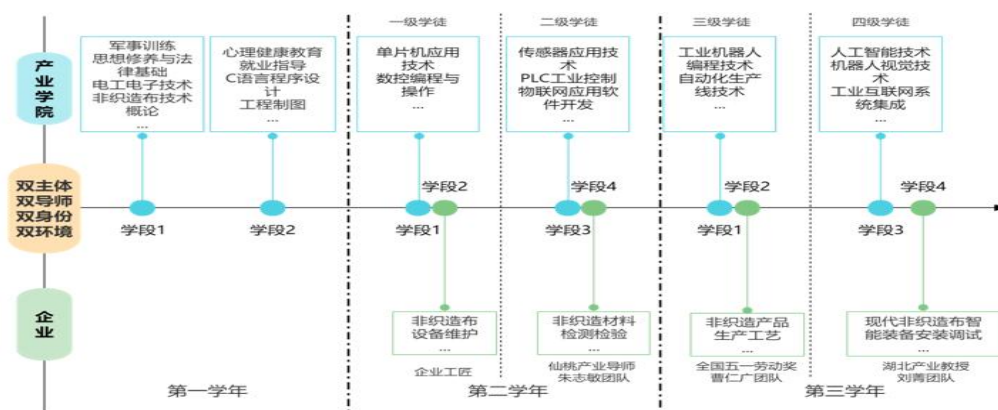 一级学徒
二级学徒
三级学徒
四级学徒
产业学院
军事训练
思想修养与法
律基础
电工电子技术
非织造布技术
概论
...
心理健康教育
就业指导
C语言程序设
计
工程制图
...
单片机应用
技术
数控编程与
操作
...
传感器应用技
术
PLC工业控制
物联网应用软
件开发
...
工业机器人
编程技术
自动化生产
线技术
...
人工智能技术
机器人视觉技
术
工业互联网系
统集成
...
双主体
双导师
双身份
双环境
学段1
学段2
学段1
学段2
学段3
学段4
学段1
学段2
学段3
学段4
企业
非织造布
设备维护
...
企业工匠
非织造材料
检测检验
...
仙桃产业导师
朱志敏团队
非织造产品
生产工艺
...
全国五一劳动奖
曹仁广团队
现代非织造布智
能装备安装调试
...
湖北产业教授
刘菁团队
第一学年
第二学年
第三学年